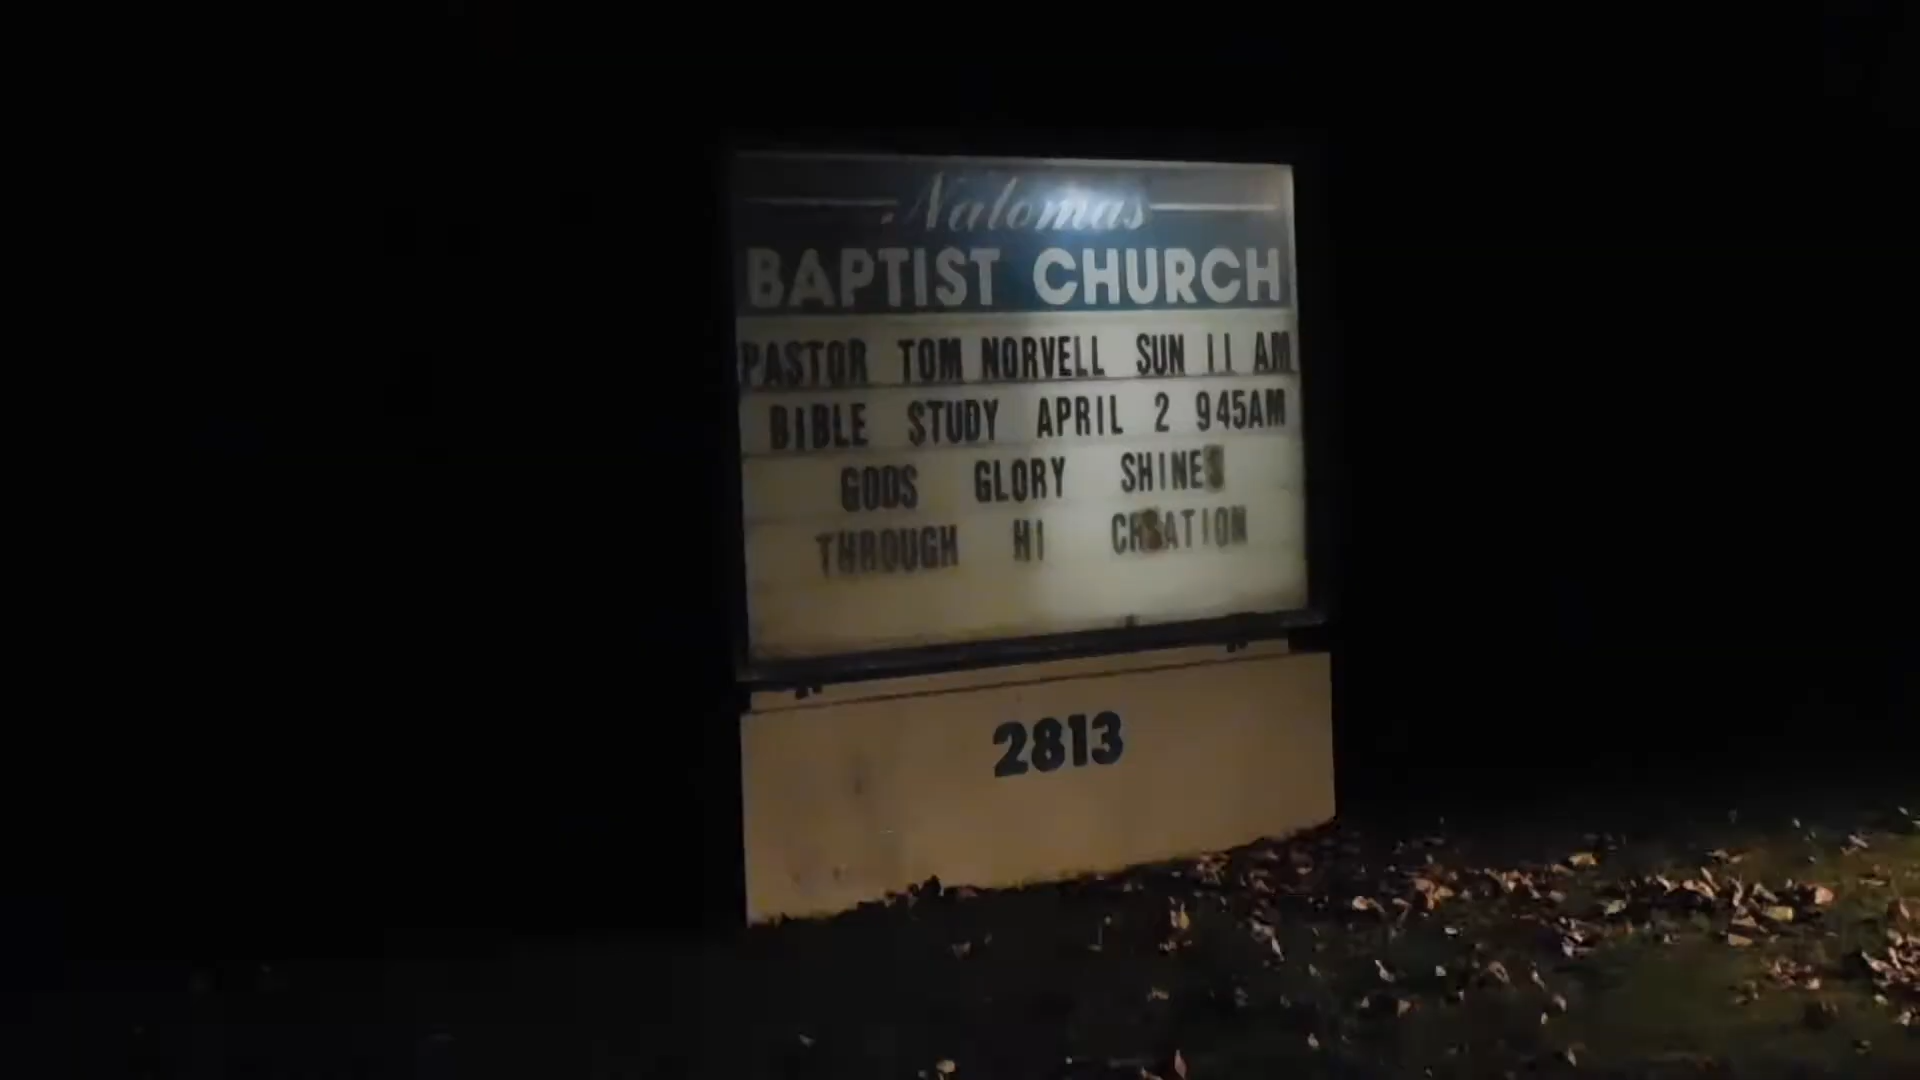 Natomas
BAPTIST CHURCH
PASTOR TOM NORVELL SUN 11 AM
BIBLE STUDY APRIL 2 945AM
GODS GLORY SHINES
THROUGH HI CREATION
2813